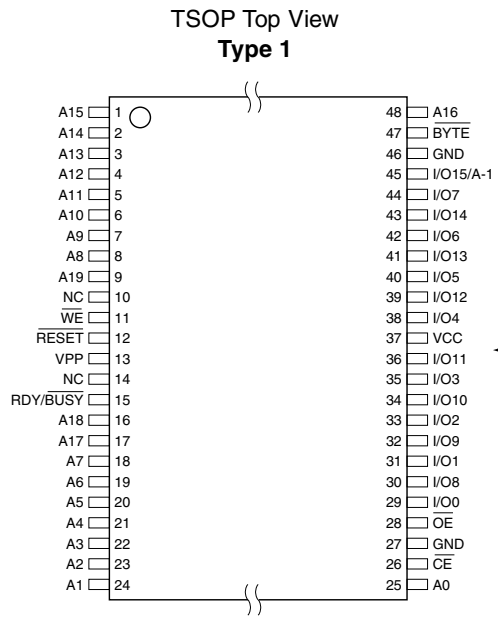 TSOP Top View
Type 1
A15 1 48 A16
A14 2 47 BYTE
A13 3 46 GND
A12 4 45 I/O15/A-1
A11 5 44 I/O7
A10 6 43 I/O14
A9 7 42 I/O6
A8 8 41 I/O13
A19 9 40 I/O5
NC 10 39 I/O12
WE 11 38 I/O4
RESET 12 37 VCC
VPP 13 36 I/O11
NC 14 35 I/O3
RDY/BUSY 15 34 I/O10
A18 16 33 I/O2
A17 17 32 I/O9
A7 18 31 I/O1
A6 19 30 I/O8
A5 20 29 I/O0
A4 21 28 OE
A3 22 27 GND
A2 23 26 CE
A1 24 25 A0